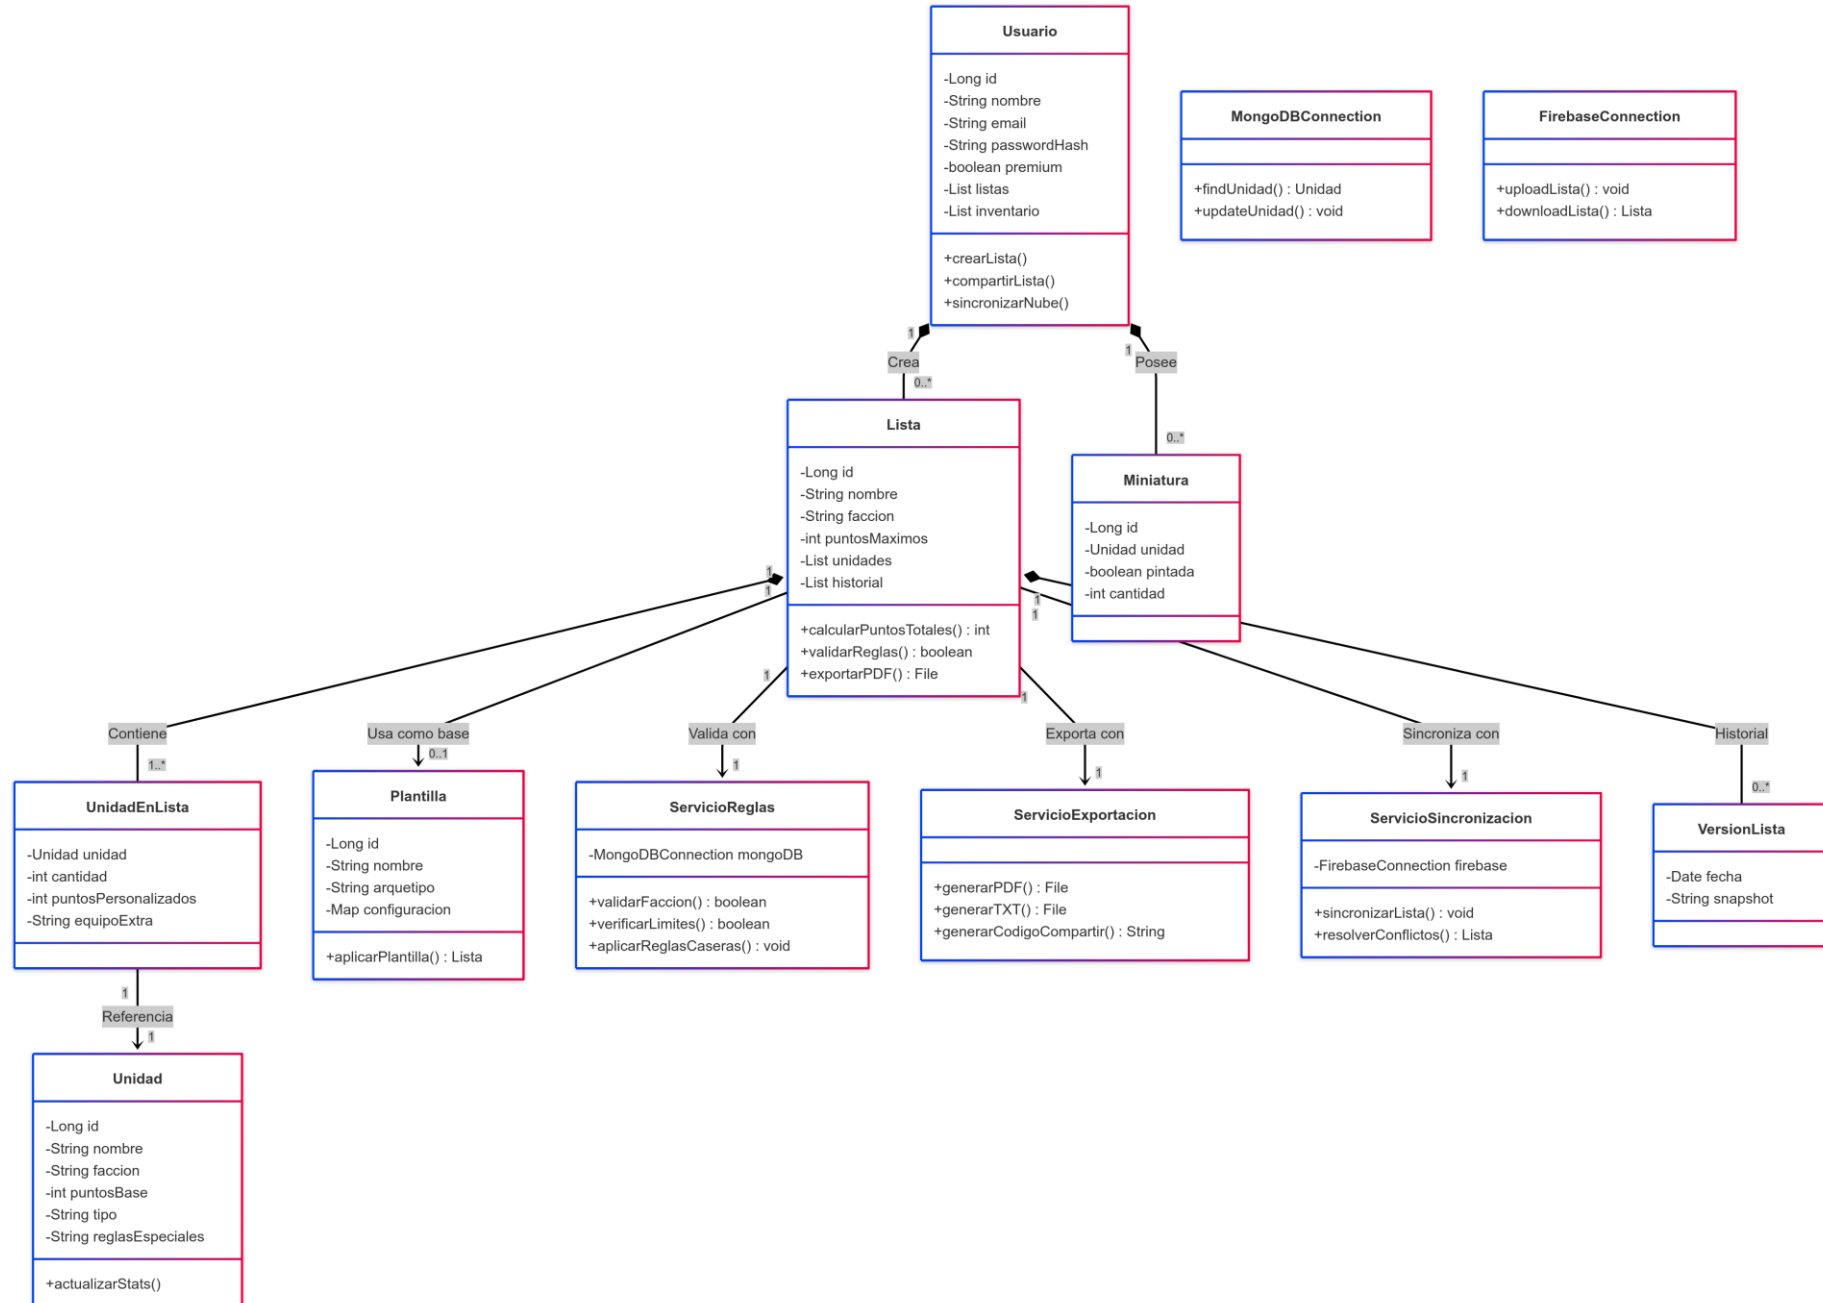 Usuario
-Long id
-String nombre
-String email
-String passwordHash
-boolean premium
-List listas
-List inventario
+crearLista()
+compartirLista()
+sincronizarNube()
MongoDBConnection
+findUnidad() : Unidad
+updateUnidad() : void
FirebaseConnection
+uploadLista() : void
+downloadLista() : Lista
1
Crea
0..*
1
Posee
0..*
Lista
-Long id
-String nombre
-String faccion
-int puntosMaximos
-List unidades
-List historial
+calcularPuntosTotales() : int
+validarReglas() : boolean
+exportarPDF() : File
Miniatura
-Long id
-Unidad unidad
-boolean pintada
-int cantidad
1
1
1
1
1
1
Contiene
1..*
Usa como base
0..1
Valida con
1
Exporta con
1
Sincroniza con
1
Historial
0..*
UnidadEnLista
-Unidad unidad
-int cantidad
-int puntosPersonalizados
-String equipoExtra
Plantilla
-Long id
-String nombre
-String arquetipo
-Map configuracion
+aplicarPlantilla() : Lista
ServicioReglas
-MongoDBConnection mongoDB
+validarFaccion() : boolean
+verificarLimites() : boolean
+aplicarReglasCaseras() : void
ServicioExportacion
+generarPDF() : File
+generarTXT() : File
+generarCodigoCompartir() : String
ServicioSincronizacion
-FirebaseConnection firebase
+sincronizarLista() : void
+resolverConflictos() : Lista
VersionLista
-Date fecha
-String snapshot
1
Referencia
1
Unidad
-Long id
-String nombre
-String faccion
-int puntosBase
-String tipo
-String reglasEspeciales
+actualizarStats()